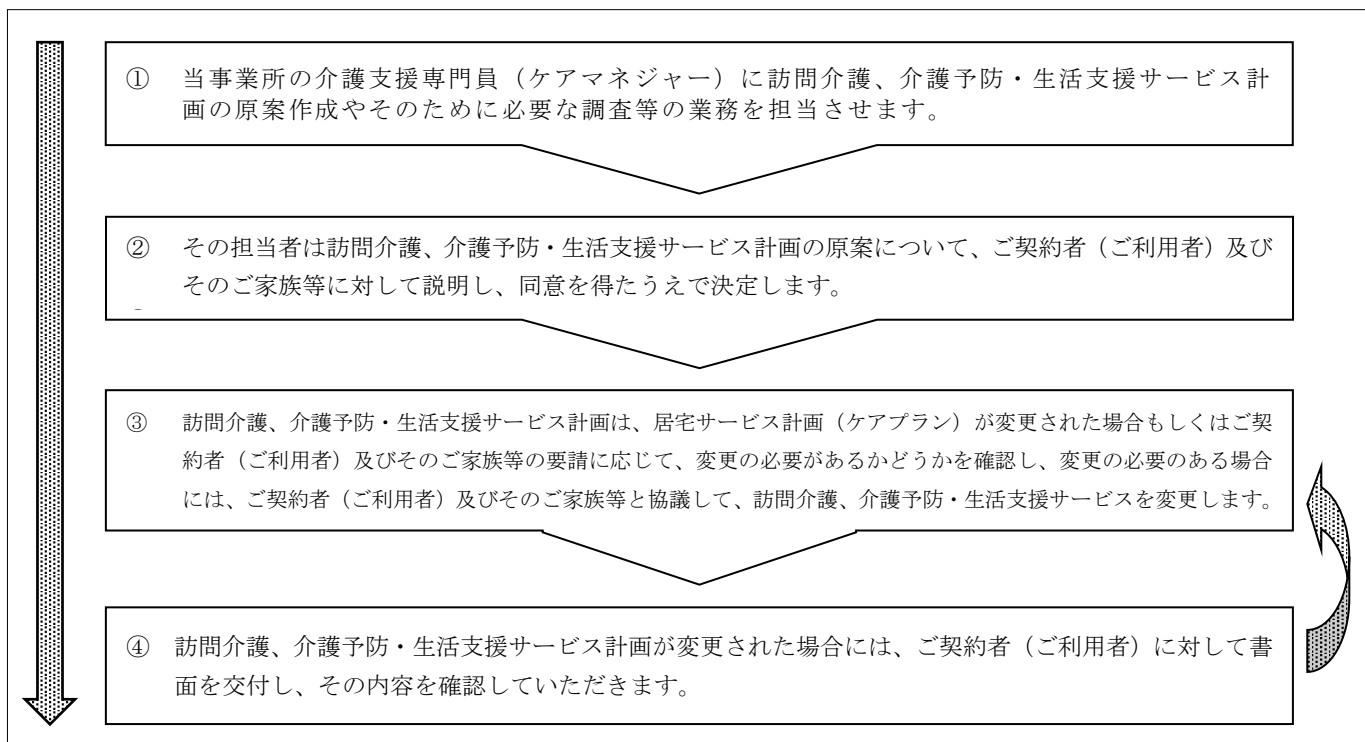 ① 当事業所の介護支援専門員（ケアマネジャー）に訪問介護、介護予防・生活支援サービス計
画の原案作成やそのために必要な調査等の業務を担当させます。
② その担当者は訪問介護、介護予防・生活支援サービス計画の原案について、ご契約者（ご利用者）及び
そのご家族等に対して説明し、同意を得たうえで決定します。
③ 訪問介護、介護予防・生活支援サービス計画は、居宅サービス計画（ケアプラン）が変更された場合もしくはご契
約者（ご利用者）及びそのご家族等の要請に応じて、変更の必要があるかどうかを確認し、変更の必要のある場合
には、ご契約者（ご利用者）及びそのご家族等と協議して、訪問介護、介護予防・生活支援サービスを変更します。
④ 訪問介護、介護予防・生活支援サービス計画が変更された場合には、ご契約者（ご利用者）に対して書
面を交付し、その内容を確認していただきます。